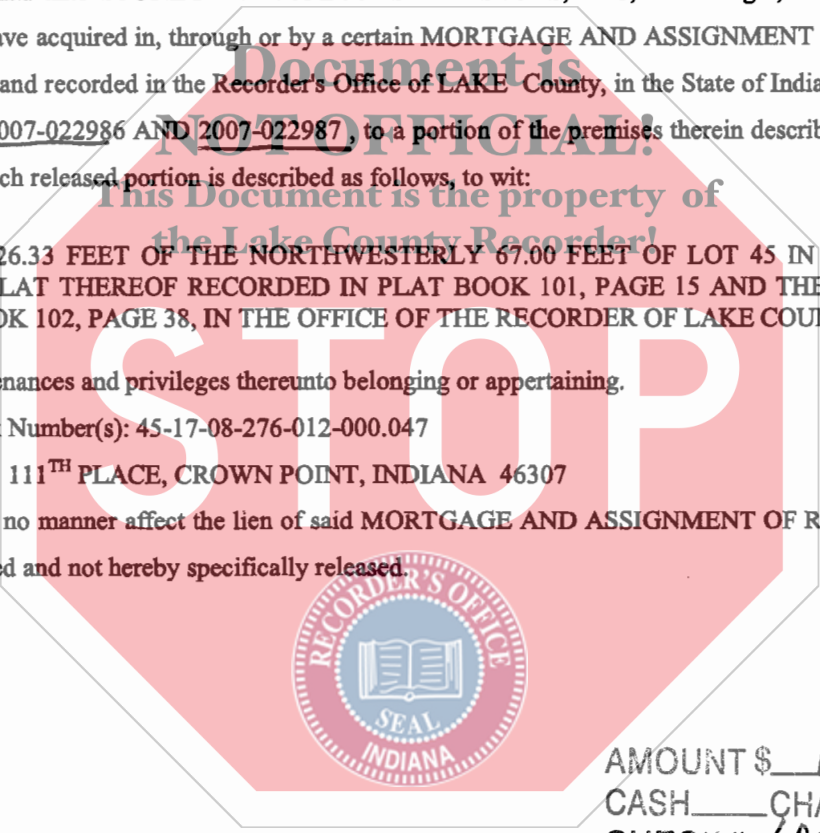 ave acquired in, through or by a certain MORTGAGE AND ASSIGNMENT
and recorded in the Recorder's Office of LAKE County, in the State of India
Document is
007-022986 AND 2007-022987, to a portion of the premises therein describ
NOT OFFICIAL!
ch released portion is described as follows, to wit:
This Document is the property of
the Lake County Recorder!
26.33 FEET OF THE NORTHWESTERLY 67.00 FEET OF LOT 45 IN
LAT THEREOF RECORDED IN PLAT BOOK 101, PAGE 15 AND THE
OK 102, PAGE 38, IN THE OFFICE OF THE RECORDER OF LAKE COU
STOP
enances and privileges thereunto belonging or appertaining.
Number(s): 45-17-08-276-012-000.047
111TH PLACE, CROWN POINT, INDIANA 46307
no manner affect the lien of said MORTGAGE AND ASSIGNMENT OF R
ed and not hereby specifically released.
RECORDER'S OFFICE
SEAL
INDIANA
AMOUNT $
CASH____CHA